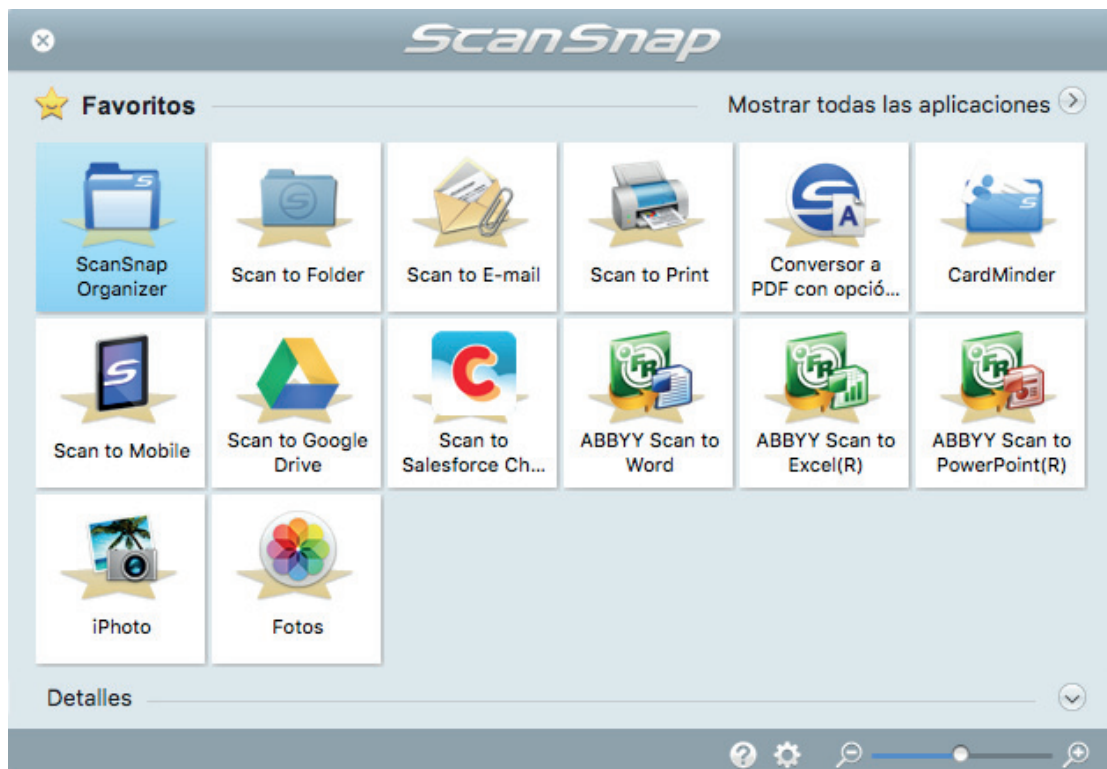 ScanSnap
Favoritos
Mostrar todas las aplicaciones
ScanSnap
Organizer
Scan to Folder
Scan to E-mail
Scan to Print
Conversor a
PDF con opció...
CardMinder
Scan to Mobile
Scan to Google
Drive
Scan to
Salesforce Ch...
ABBYY Scan to
Word
ABBYY Scan to
Excel(R)
ABBYY Scan to
PowerPoint(R)
iPhoto
Fotos
Detalles